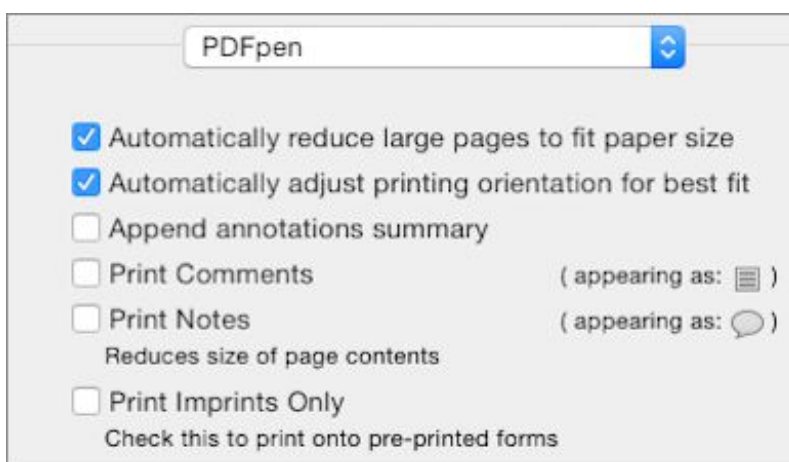 PDFpen
Automatically reduce large pages to fit paper size
Automatically adjust printing orientation for best fit
Append annotations summary
Print Comments ( appearing as: )
Print Notes ( appearing as: )
Reduces size of page contents
Print Imprints Only
Check this to print onto pre-printed forms